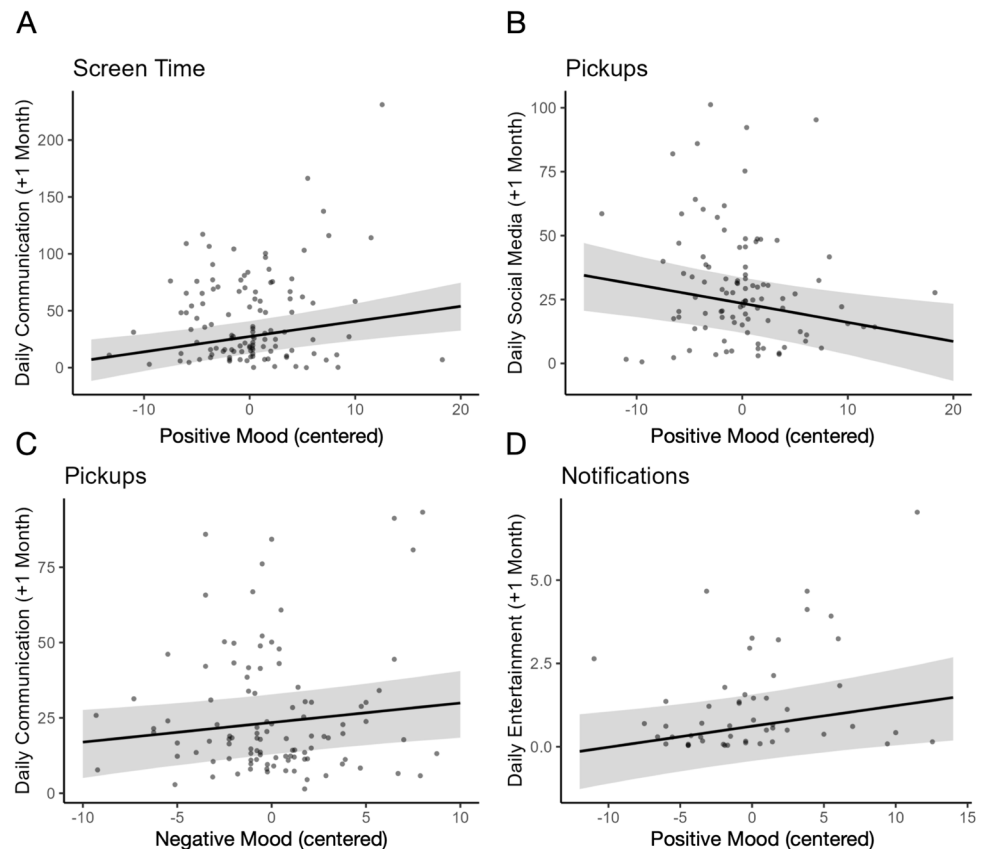 A
Screen Time
Daily Communication (+1 Month)
200
150
100
50
0
-10
0
10
20
Positive Mood (centered)
B
Pickups
Daily Social Media (+1 Month)
100
75
50
25
0
-10
0
10
20
Positive Mood (centered)
C
Pickups
Daily Communication (+1 Month)
75
50
25
0
-10
-5
0
5
10
Negative Mood (centered)
D
Notifications
Daily Entertainment (+1 Month)
5.0
2.5
0.0
-10
-5
0
5
10
15
Positive Mood (centered)